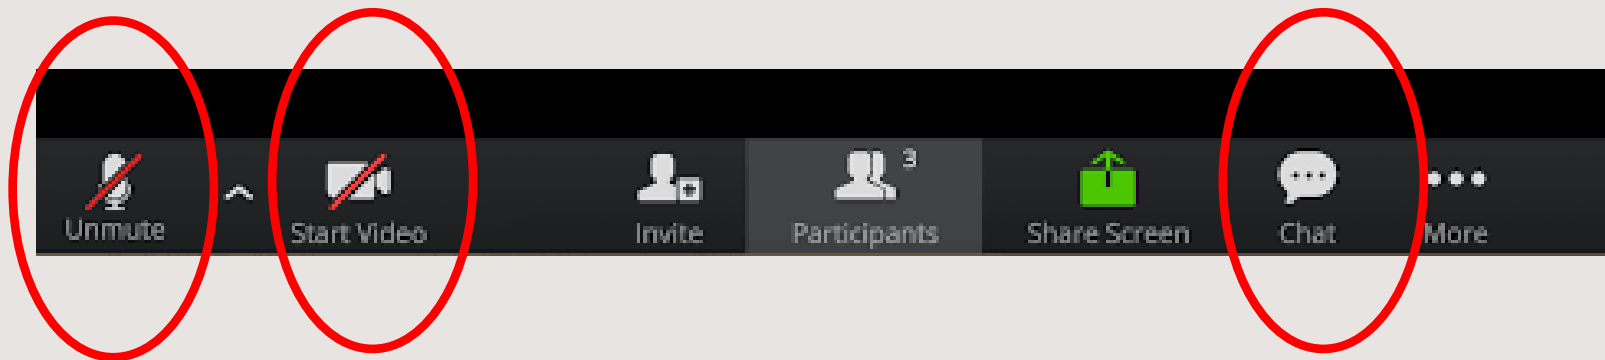 Unmute
Start Video
Invite
3
Participants
Share Screen
Chat
More